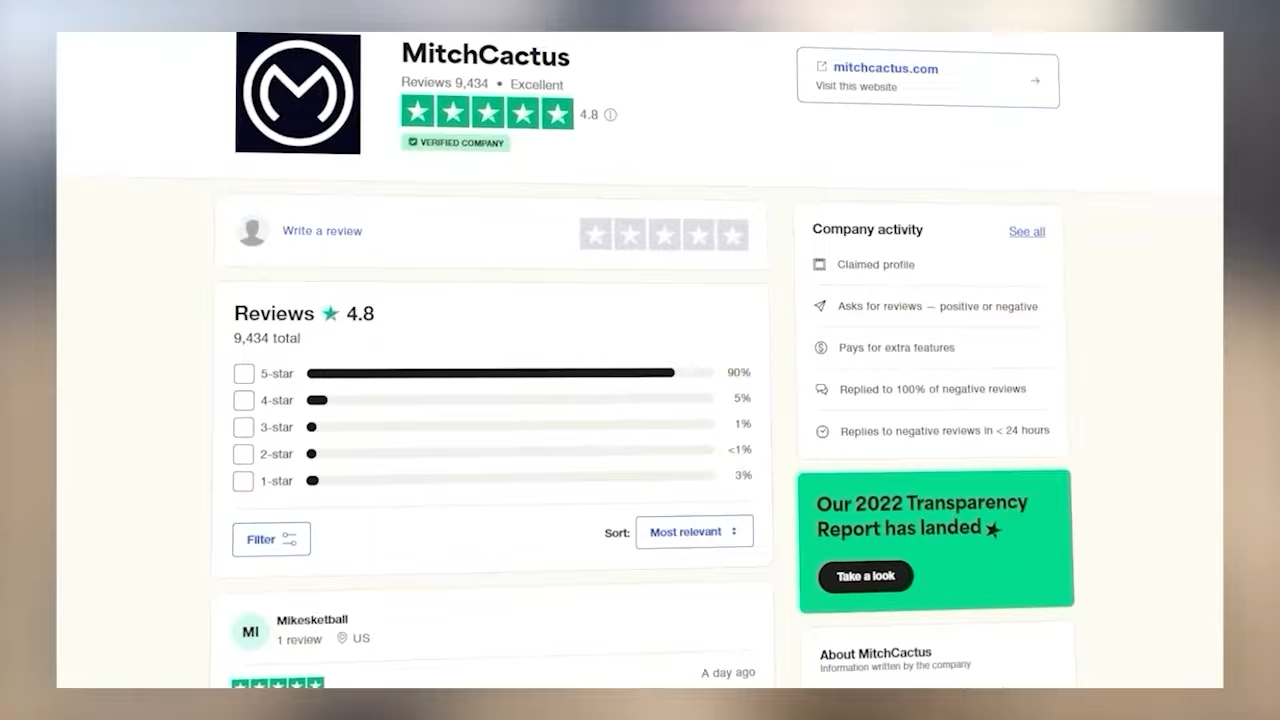 MitchCactus
Reviews 9,434 • Excellent
4.8
VERIFIED COMPANY
mitchcactus.com
Visit this website
Write a review
Reviews 4.8
9,434 total
5-star 90%
4-star 5%
3-star 1%
2-star <1%
1-star 3%
Filter
Sort: Most relevant
MI
Mikesketball
1 review US
A day ago
Company activity See all
Claimed profile
Asks for reviews — positive or negative
Pays for extra features
Replied to 100% of negative reviews
Replies to negative reviews in < 24 hours
Our 2022 Transparency
Report has landed
Take a look
About MitchCactus
Information written by the company